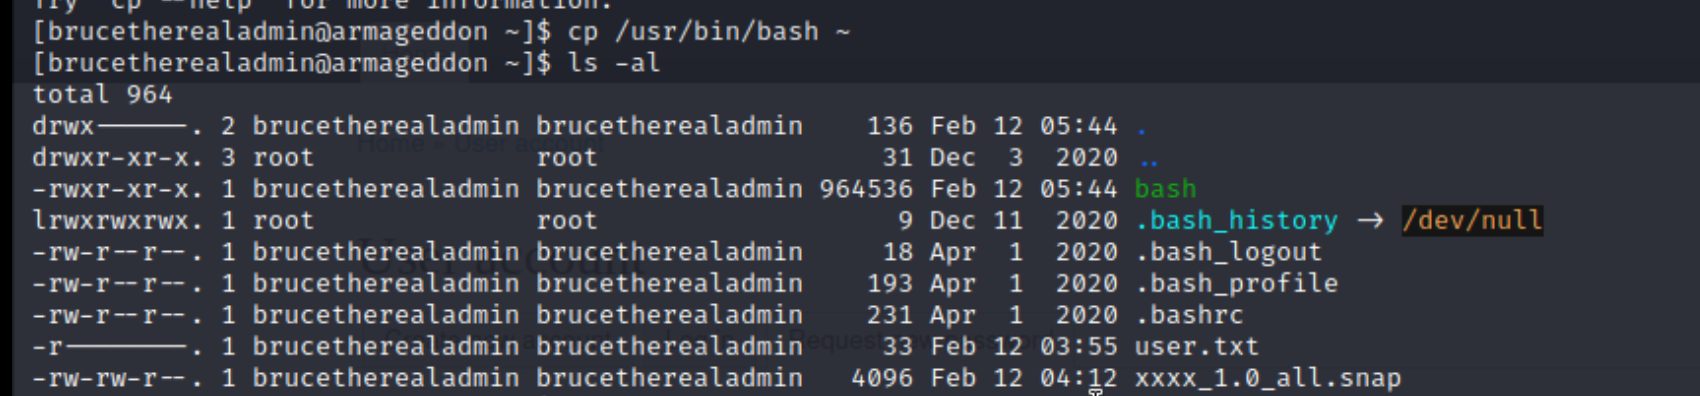 Try 'cp --help' for more information.
[brucetherealadmin@armageddon ~]$ cp /usr/bin/bash ~
[brucetherealadmin@armageddon ~]$ ls -al
total 964
drwx------. 2 brucetherealadmin brucetherealadmin    136 Feb 12 05:44 .
drwxr-xr-x. 3 root              root                  31 Dec  3  2020 ..
-rwxr-xr-x. 1 brucetherealadmin brucetherealadmin 964536 Feb 12 05:44 bash
lrwxrwxrwx. 1 root              root                   9 Dec 11  2020 .bash_history -> /dev/null
-rw-r--r--. 1 brucetherealadmin brucetherealadmin     18 Apr  1  2020 .bash_logout
-rw-r--r--. 1 brucetherealadmin brucetherealadmin    193 Apr  1  2020 .bash_profile
-rw-r--r--. 1 brucetherealadmin brucetherealadmin    231 Apr  1  2020 .bashrc
-r--------. 1 brucetherealadmin brucetherealadmin     33 Feb 12 03:55 user.txt
-rw-rw-r--. 1 brucetherealadmin brucetherealadmin   4096 Feb 12 04:12 xxxx_1.0_all.snap
Home » User account
User account